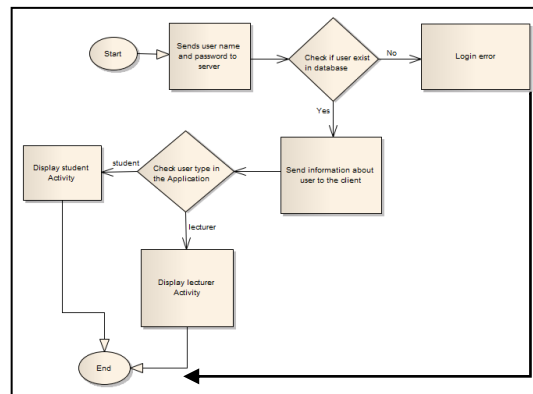 Start
Sends user name
and password to
server
Check if user exist
in database
No
Login error
Yes
Send information about
user to the client
Check user type in
the Application
student
Display student
Activity
lecturer
Display lecturer
Activity
End